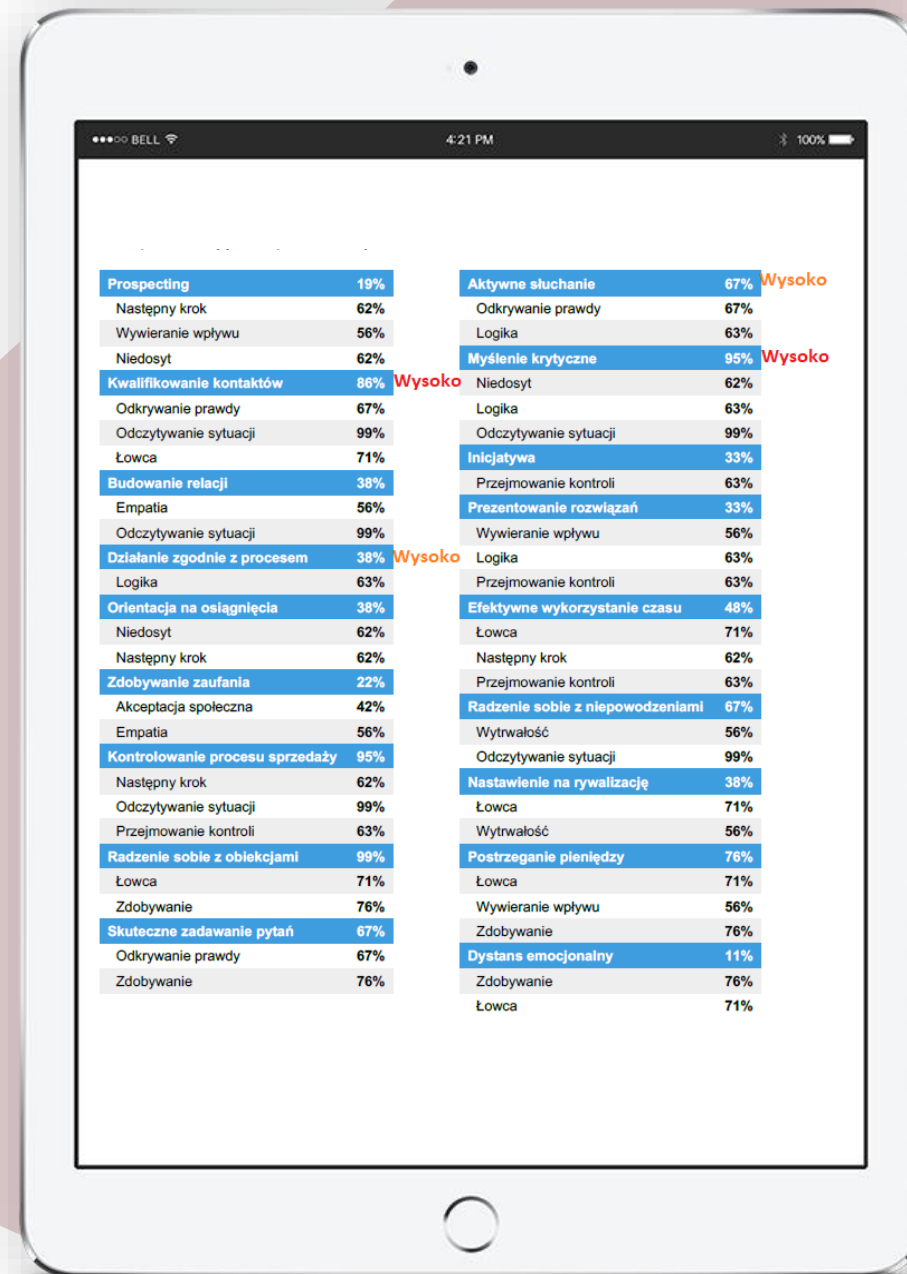 BELL
4:21 PM
100%
Prospecting 19%
Następny krok 62%
Wywieranie wpływu 56%
Niedosyt 62%
Kwalifikowanie kontaktów 86% Wysoko
Odkrywanie prawdy 67%
Odczytywanie sytuacji 99%
Łowca 71%
Budowanie relacji 38%
Empatia 56%
Odczytywanie sytuacji 99%
Działanie zgodnie z procesem 38% Wysoko
Logika 63%
Orientacja na osiągnięcia 38%
Niedosyt 62%
Następny krok 62%
Zdobywanie zaufania 22%
Akceptacja społeczna 42%
Empatia 56%
Kontrolowanie procesu sprzedaży 95%
Następny krok 62%
Odczytywanie sytuacji 99%
Przejmowanie kontroli 63%
Radzenie sobie z obiekcjami 99%
Łowca 71%
Zdobywanie 76%
Skuteczne zadawanie pytań 67%
Odkrywanie prawdy 67%
Zdobywanie 76%
Aktywne słuchanie 67% Wysoko
Odkrywanie prawdy 67%
Logika 63%
Myślenie krytyczne 95% Wysoko
Niedosyt 62%
Logika 63%
Odczytywanie sytuacji 99%
Inicjatywa 33%
Przejmowanie kontroli 63%
Prezentowanie rozwiązań 33%
Wywieranie wpływu 56%
Logika 63%
Przejmowanie kontroli 63%
Efektywne wykorzystanie czasu 48%
Łowca 71%
Następny krok 62%
Przejmowanie kontroli 63%
Radzenie sobie z niepowodzeniami 67%
Wytrwałość 56%
Odczytywanie sytuacji 99%
Nastawienie na rywalizację 38%
Łowca 71%
Wytrwałość 56%
Postrzeganie pieniędzy 76%
Łowca 71%
Wywieranie wpływu 56%
Zdobywanie 76%
Dystans emocjonalny 11%
Zdobywanie 76%
Łowca 71%